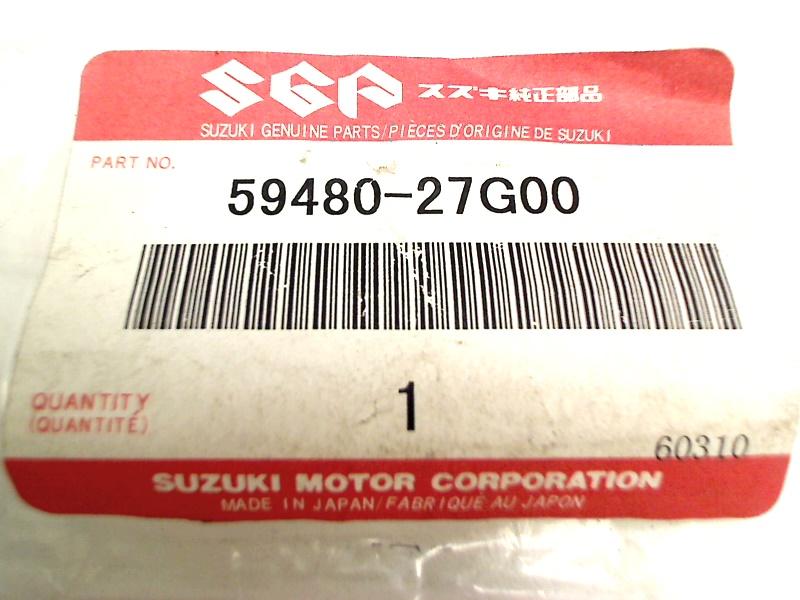 SGP スズキ純正部品
SUZUKI GENUINE PARTS/PIÈCES D'ORIGINE DE SUZUKI
PART NO.
59480-27G00
1
QUANTITY
(QUANTITÉ)
60310
SUZUKI MOTOR CORPORATION
MADE IN JAPAN/FABRIQUÉ AU JAPON